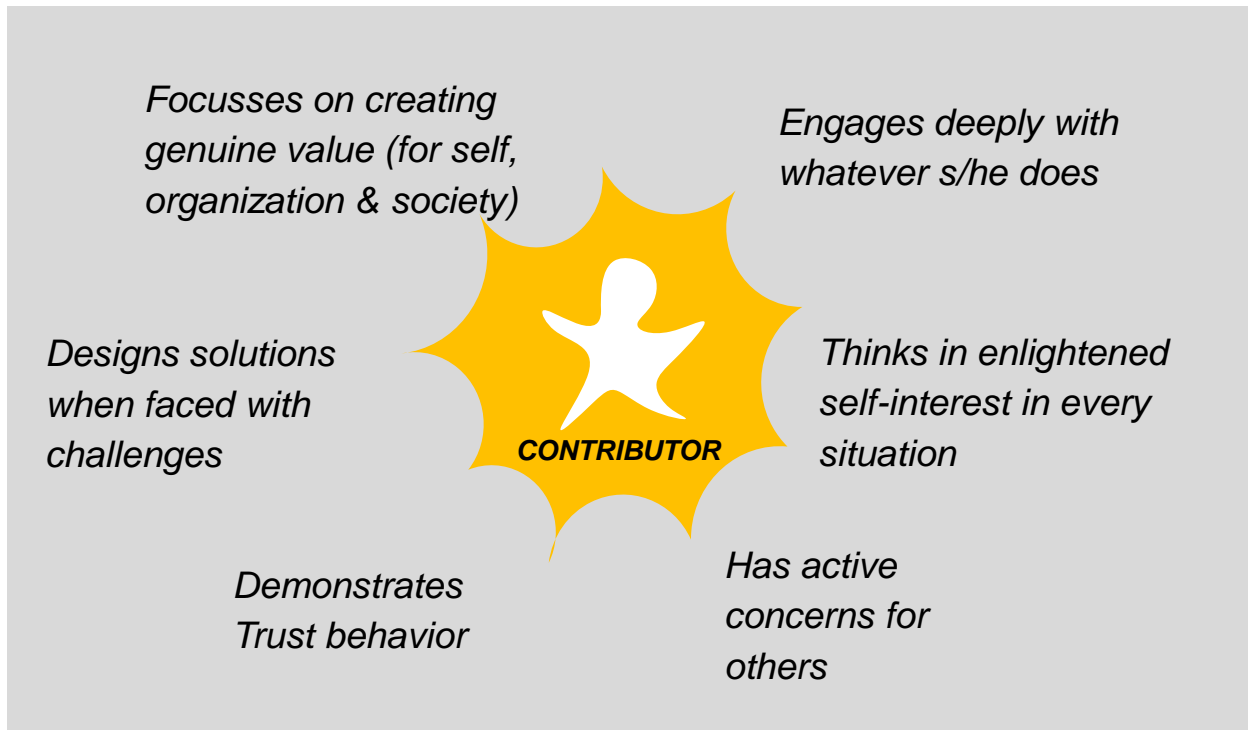 Focusses on creating
genuine value (for self,
organization & society)
Engages deeply with
whatever s/he does
Designs solutions
when faced with
challenges
Thinks in enlightened
self-interest in every
situation
CONTRIBUTOR
Demonstrates
Trust behavior
Has active
concerns for
others